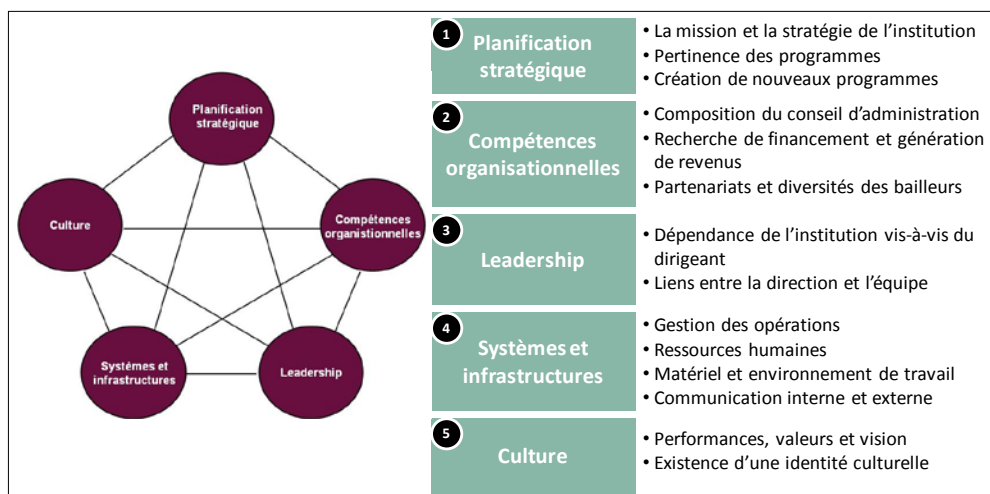 Planification
stratégique
Culture
Compétences
organistionnelles
Systèmes et
infrastructures
Leadership
1
Planification
stratégique
• La mission et la stratégie de l'institution
• Pertinence des programmes
• Création de nouveaux programmes
2
Compétences
organisationnelles
• Composition du conseil d'administration
• Recherche de financement et génération
de revenus
• Partenariats et diversités des bailleurs
3
Leadership
• Dépendance de l'institution vis-à-vis du
dirigeant
• Liens entre la direction et l'équipe
4
Systèmes et
infrastructures
• Gestion des opérations
• Ressources humaines
• Matériel et environnement de travail
• Communication interne et externe
5
Culture
• Performances, valeurs et vision
• Existence d'une identité culturelle